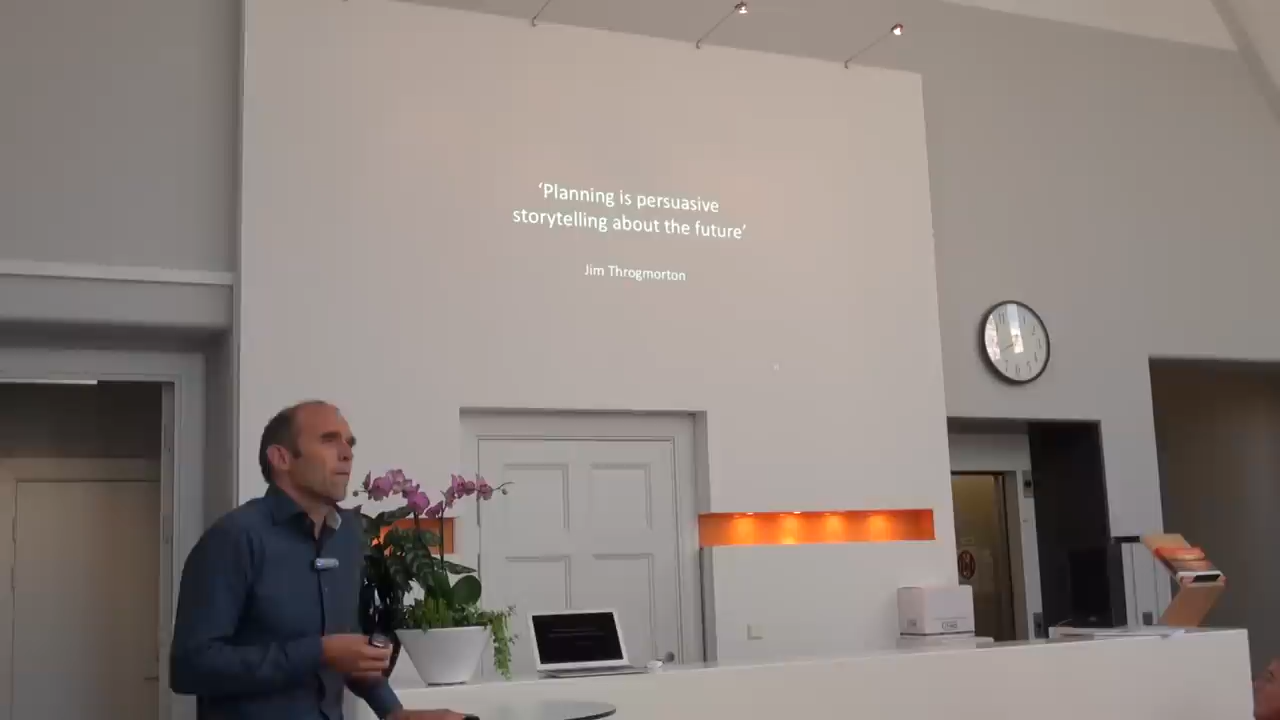 ‘Planning is persuasive
storytelling about the future’
Jim Throgmorton